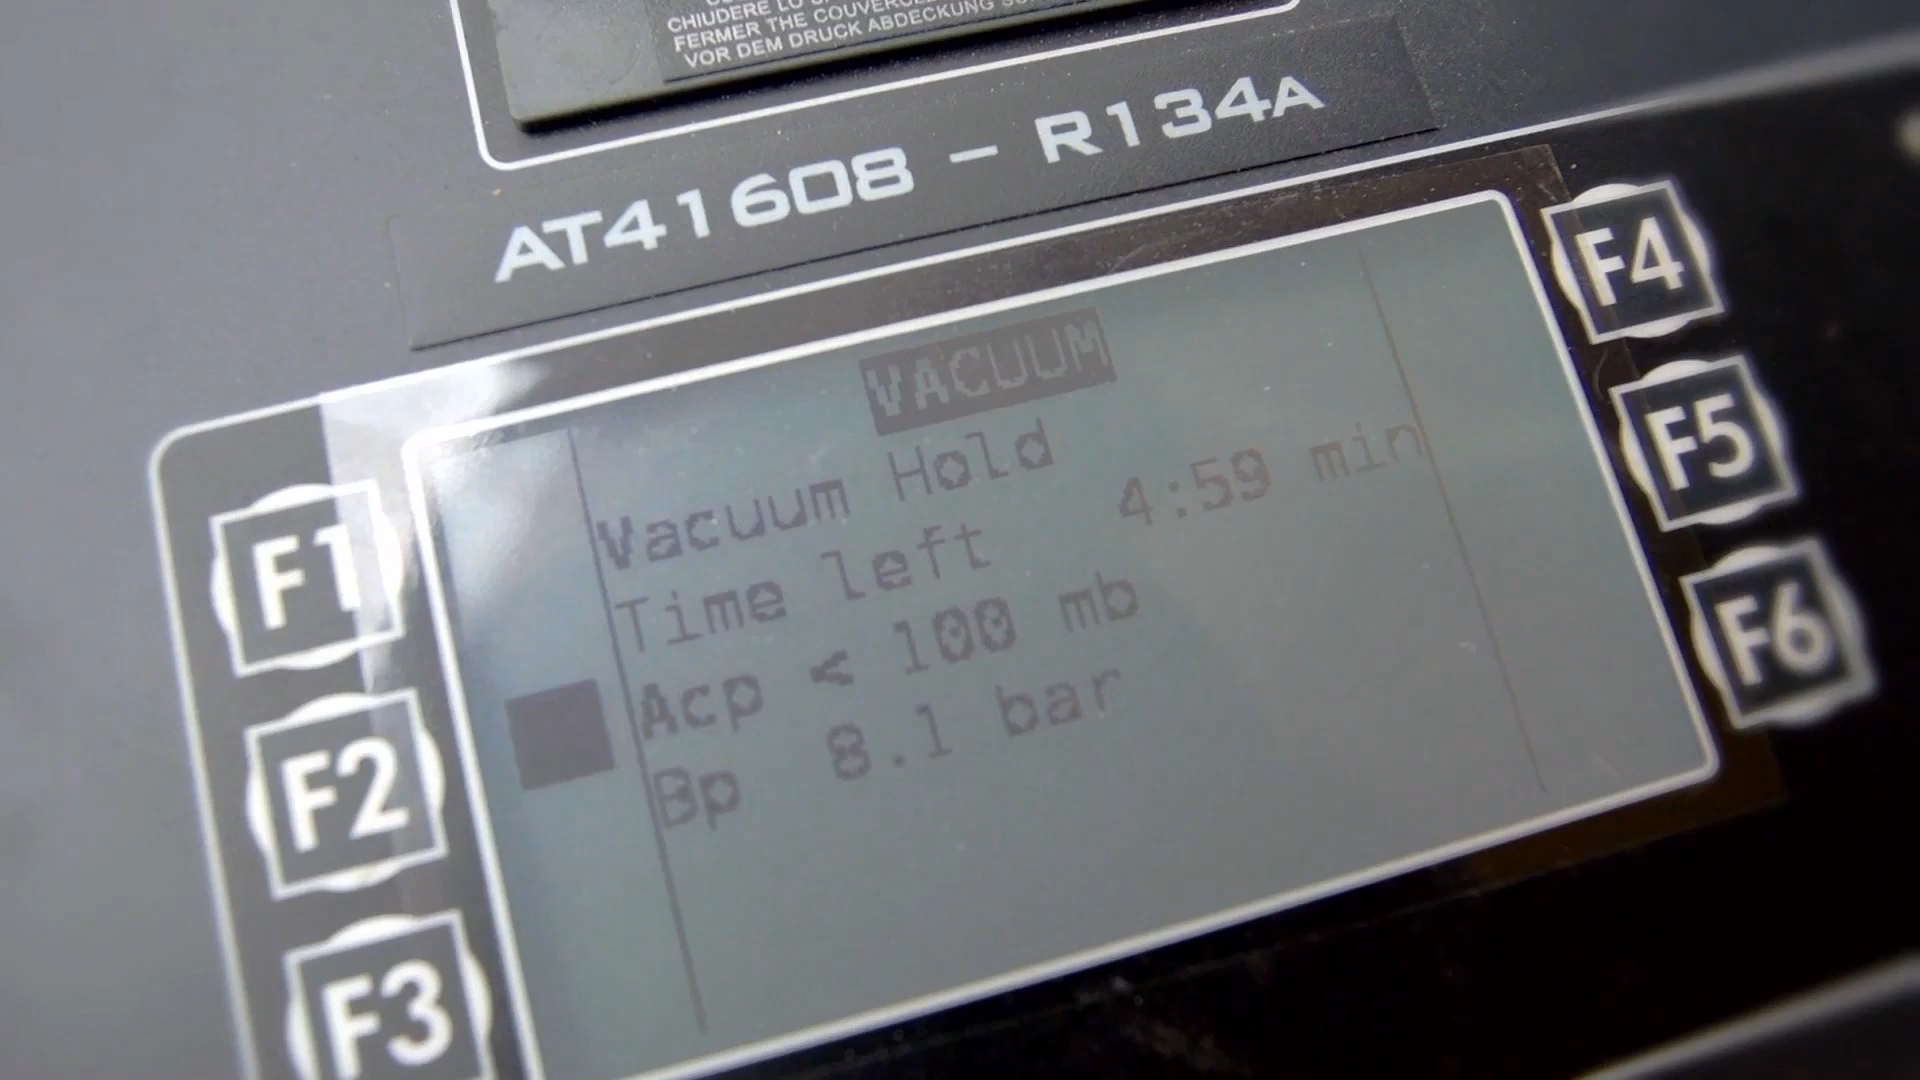 CHIUDERE LO
FERMER THE COUVERCLE
VOR DEM DRUCK ABDECKUNG
AT41608 - R134A
VACUUM
Vacuum Hold
Time left 4:59 min
Acp < 100 mb
Bp 8.1 bar
F1
F2
F3
F4
F5
F6